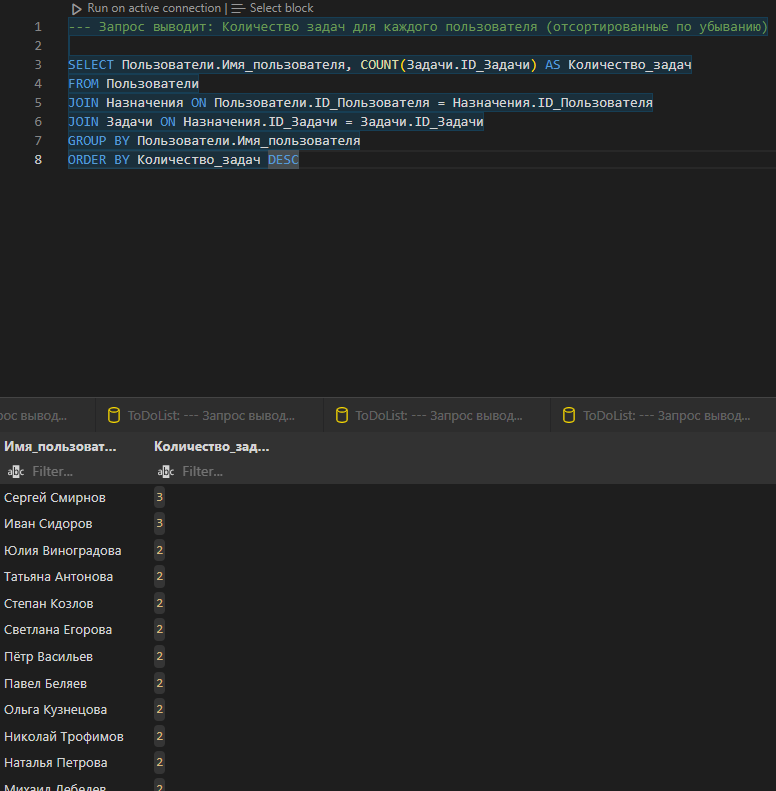 Run on active connection | Select block
1 --- Запрос выводит: Количество задач для каждого пользователя (отсортированные по убыванию)
2
3 SELECT Пользователи.Имя_пользователя, COUNT(Задачи.ID_Задачи) AS Количество_задач
4 FROM Пользователи
5 JOIN Назначения ON Пользователи.ID_Пользователя = Назначения.ID_Пользователя
6 JOIN Задачи ON Назначения.ID_Задачи = Задачи.ID_Задачи
7 GROUP BY Пользователи.Имя_пользователя
8 ORDER BY Количество_задач DESC
рос вывод... ToDoList: --- Запрос вывод... ToDoList: --- Запрос вывод... ToDoList: --- Запрос вывод...
Имя_пользоват... Количество_зад...
abc Filter... abc Filter...
Сергей Смирнов 3
Иван Сидоров 3
Юлия Виноградова 2
Татьяна Антонова 2
Степан Козлов 2
Светлана Егорова 2
Пётр Васильев 2
Павел Беляев 2
Ольга Кузнецова 2
Николай Трофимов 2
Наталья Петрова 2
Михаил Лебедев 2